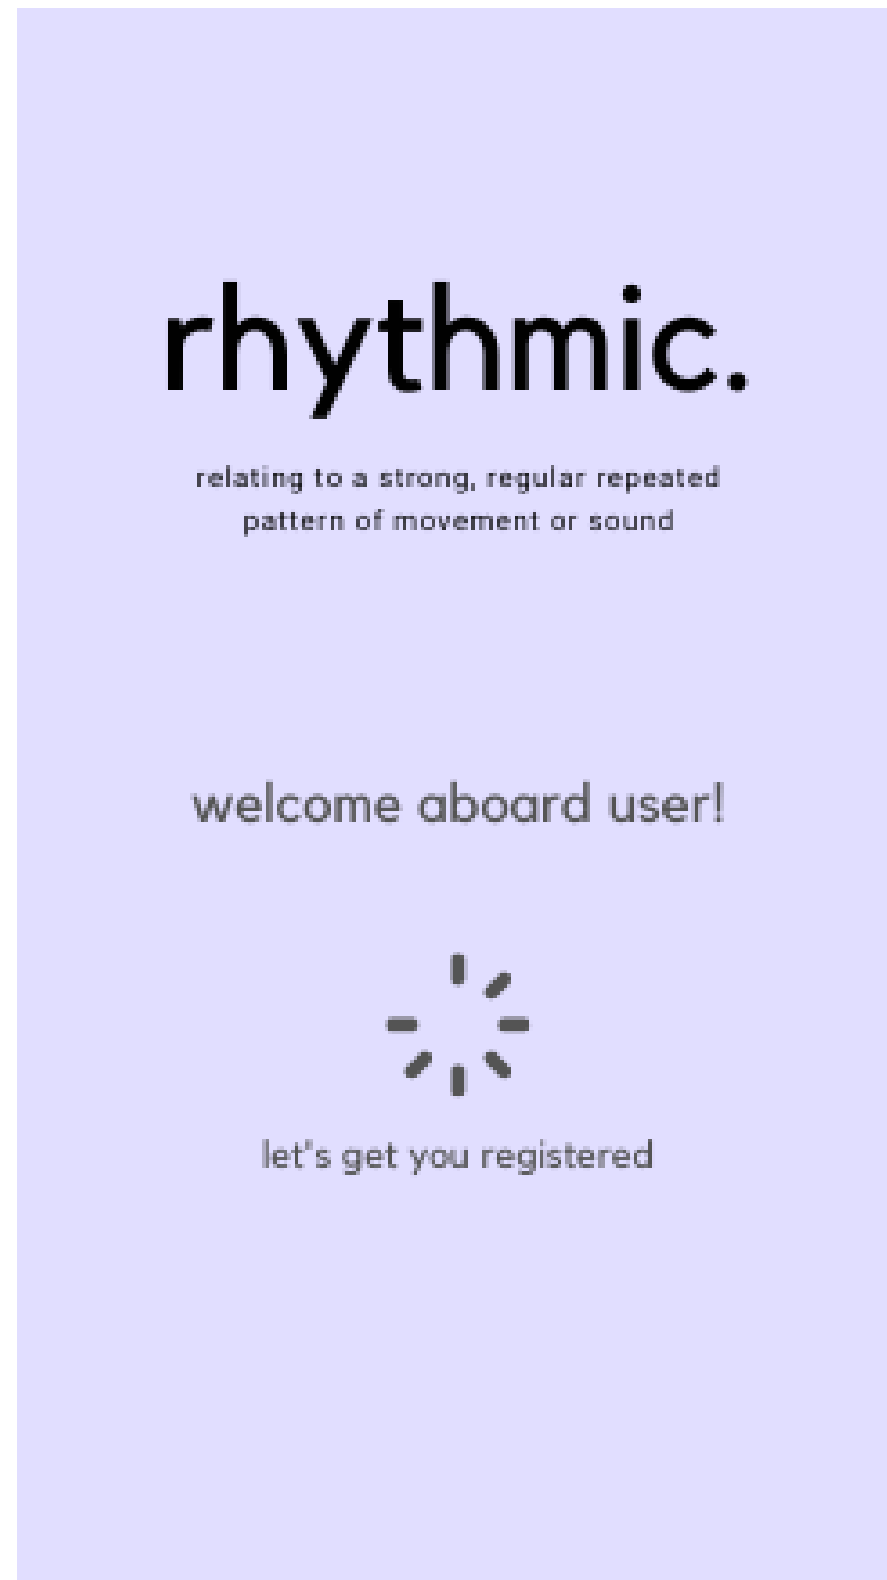 rhythmic.
relating to a strong, regular repeated
pattern of movement or sound
welcome aboard user!
let's get you registered